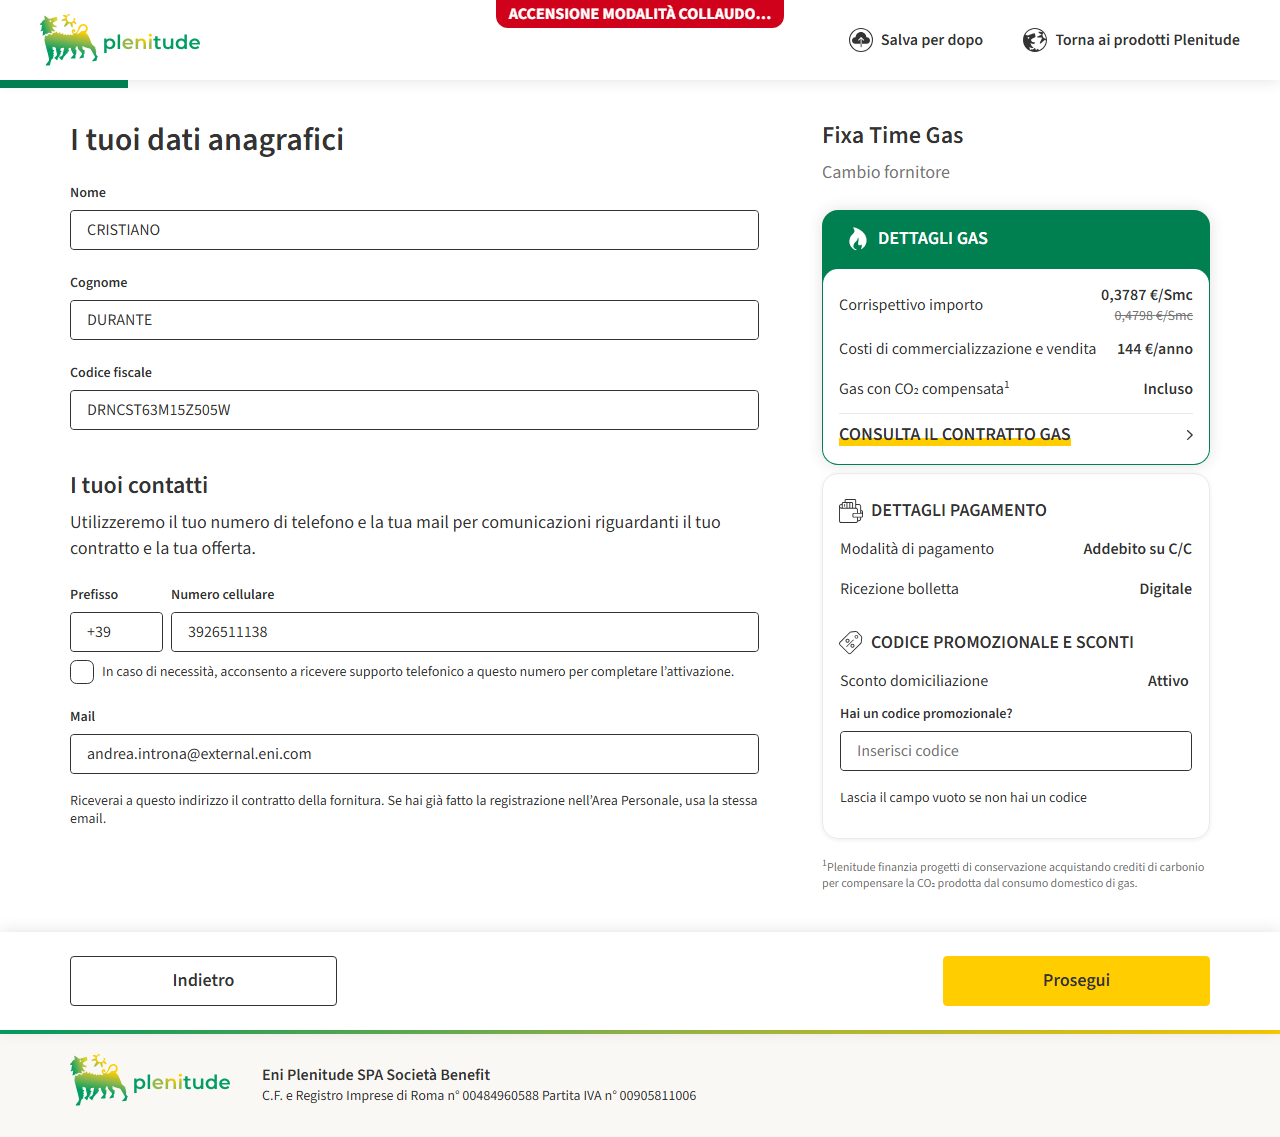 ACCENSIONE MODALITÀ COLLAUDO...
plenitude
Salva per dopo
Torna ai prodotti Plenitude
I tuoi dati anagrafici
Nome
CRISTIANO
Cognome
DURANTE
Codice fiscale
DRNCST63M15Z505W
I tuoi contatti
Utilizzeremo il tuo numero di telefono e la tua mail per comunicazioni riguardanti il tuo
contratto e la tua offerta.
Prefisso
Numero cellulare
+39
3926511138
In caso di necessità, acconsento a ricevere supporto telefonico a questo numero per completare l'attivazione.
Mail
andrea.introna@external.eni.com
Riceverai a questo indirizzo il contratto della fornitura. Se hai già fatto la registrazione nell'Area Personale, usa la stessa
email.
Fixa Time Gas
Cambio fornitore
DETTAGLI GAS
Corrispettivo importo
0,3787 €/Smc
0,4798 €/Smc
Costi di commercializzazione e vendita
144 €/anno
Gas con CO₂ compensata¹
Incluso
CONSULTA IL CONTRATTO GAS
DETTAGLI PAGAMENTO
Modalità di pagamento
Addebito su C/C
Ricezione bolletta
Digitale
CODICE PROMOZIONALE E SCONTI
Sconto domiciliazione
Attivo
Hai un codice promozionale?
Inserisci codice
Lascia il campo vuoto se non hai un codice
¹Plenitude finanzia progetti di conservazione acquistando crediti di carbonio
per compensare la CO₂ prodotta dal consumo domestico di gas.
Indietro
Prosegui
plenitude
Eni Plenitude SPA Società Benefit
C.F. e Registro Imprese di Roma n° 00484960588 Partita IVA n° 00905811006